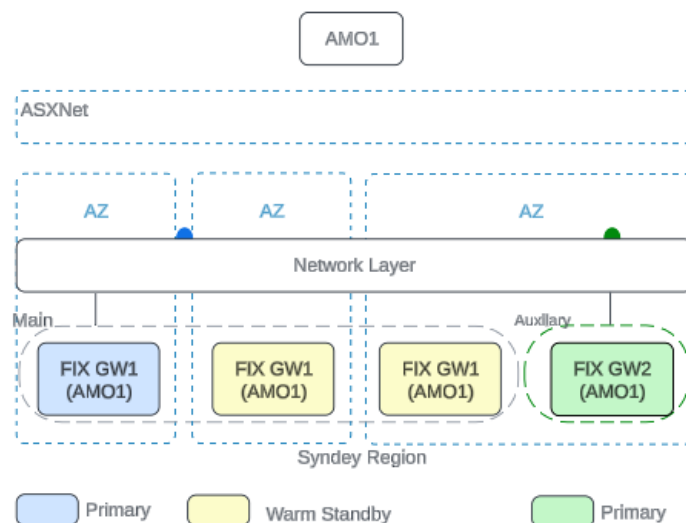 AMO1
ASXNet
AZ AZ AZ
Network Layer
Main Auxilary
FIX GW1 FIX GW1 FIX GW1 FIX GW2
(AMO1) (AMO1) (AMO1) (AMO1)
Syndey Region
Primary Warm Standby Primary